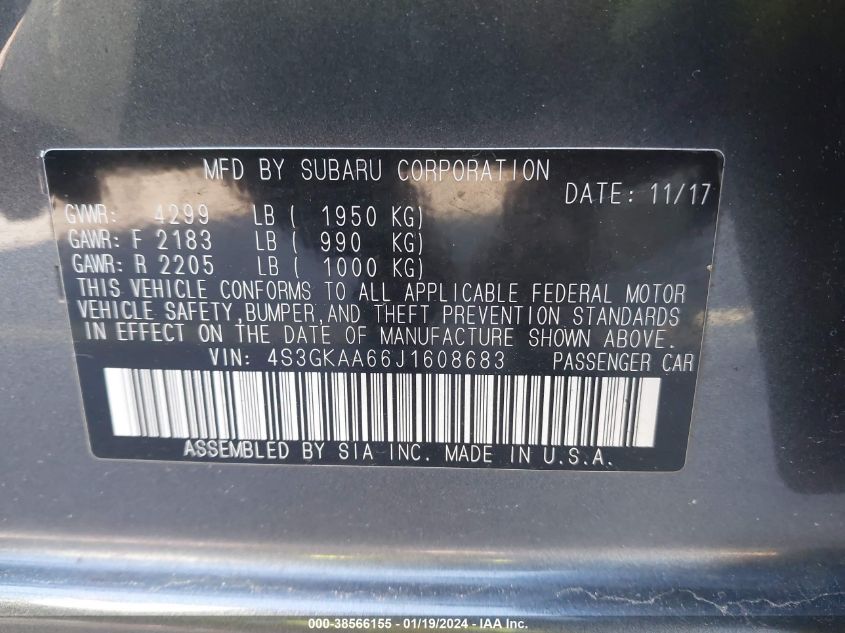 MFD BY SUBARU CORPORATION
DATE: 11/17
GVWR: 4299 LB ( 1950 KG)
GAWR: F 2183 LB ( 990 KG)
GAWR: R 2205 LB ( 1000 KG)
THIS VEHICLE CONFORMS TO ALL APPLICABLE FEDERAL MOTOR
VEHICLE SAFETY,BUMPER,AND THEFT PREVENTION STANDARDS
IN EFFECT ON THE DATE OF MANUFACTURE SHOWN ABOVE.
VIN: 4S3GKAA66J1608683 PASSENGER CAR
ASSEMBLED BY SIA INC. MADE IN U.S.A.
000-38566155 - 01/19/2024 - IAA Inc.